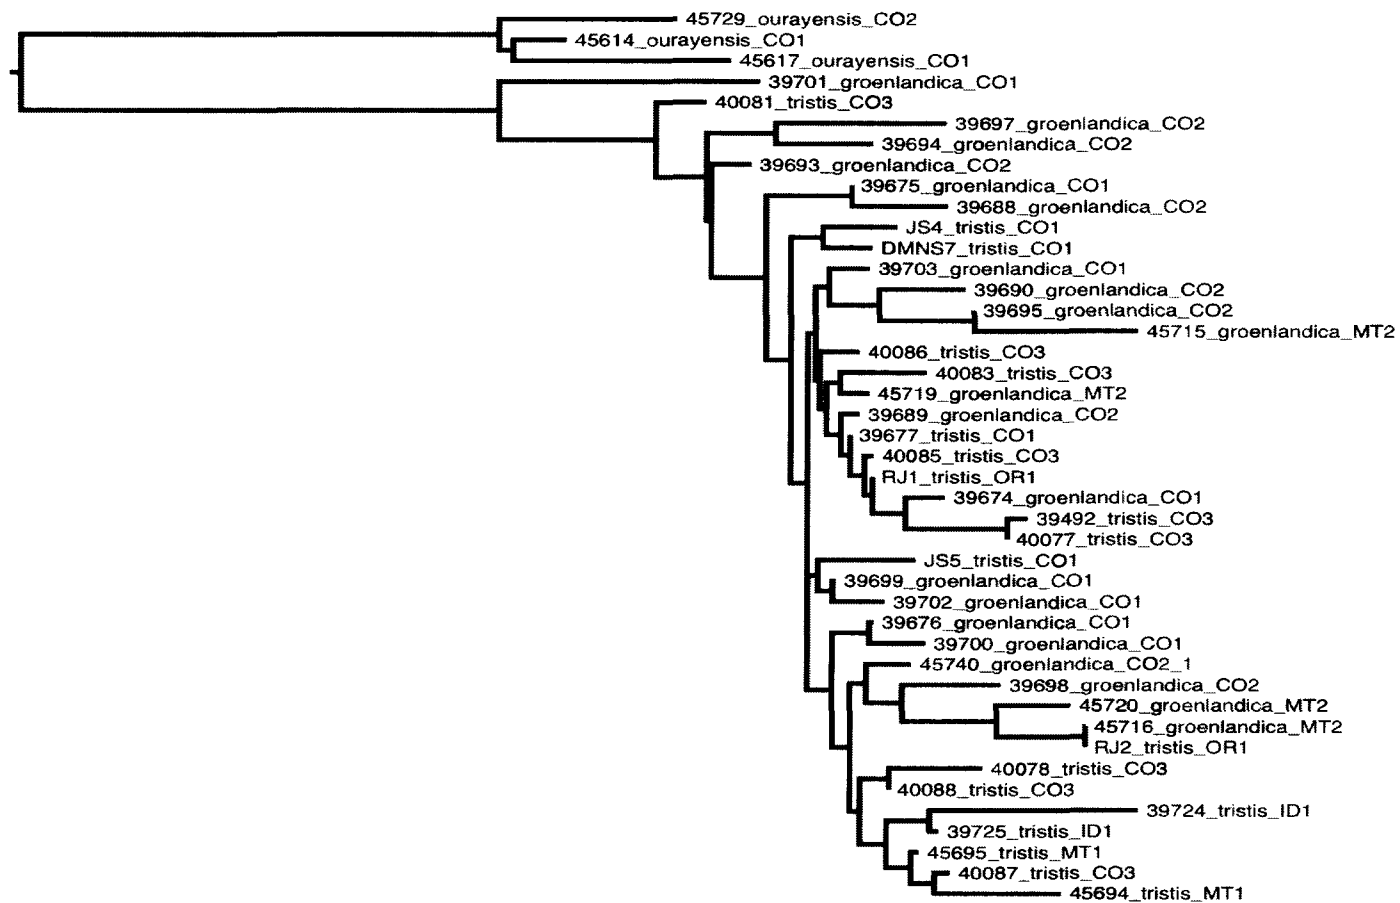 45729_ourayensis_CO2
45614_ourayensis_CO1
45617_ourayensis_CO1
39701_groenlandica_CO1
40081_tristis_CO3
39697_groenlandica_CO2
39694_groenlandica_CO2
39693_groenlandica_CO2
39675_groenlandica_CO1
39688_groenlandica_CO2
JS4_tristis_CO1
DMNS7_tristis_CO1
39703_groenlandica_CO1
39690_groenlandica_CO2
39695_groenlandica_CO2
45715_groenlandica_MT2
40086_tristis_CO3
40083_tristis_CO3
45719_groenlandica_MT2
39689_groenlandica_CO2
39677_tristis_CO1
40085_tristis_CO3
RJ1_tristis_OR1
39674_groenlandica_CO1
39492_tristis_CO3
40077_tristis_CO3
JS5_tristis_CO1
39699_groenlandica_CO1
39702_groenlandica_CO1
39676_groenlandica_CO1
39700_groenlandica_CO1
45740_groenlandica_CO2_1
39698_groenlandica_CO2
45720_groenlandica_MT2
45716_groenlandica_MT2
RJ2_tristis_OR1
40078_tristis_CO3
40088_tristis_CO3
39724_tristis_ID1
39725_tristis_ID1
45695_tristis_MT1
40087_tristis_CO3
45694_tristis_MT1